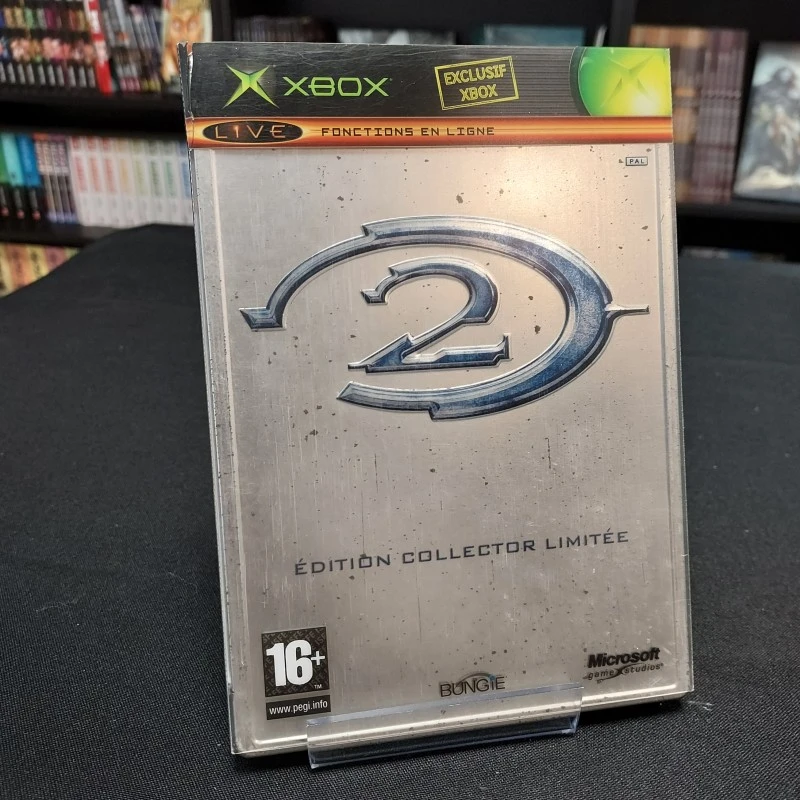 XBOX
EXCLUSIF
XBOX
LIVE FONCTIONS EN LIGNE
PAL
2
ÉDITION COLLECTOR LIMITÉE
16+
TM
www.pegi.info
BUNGIE
Microsoft
game studios